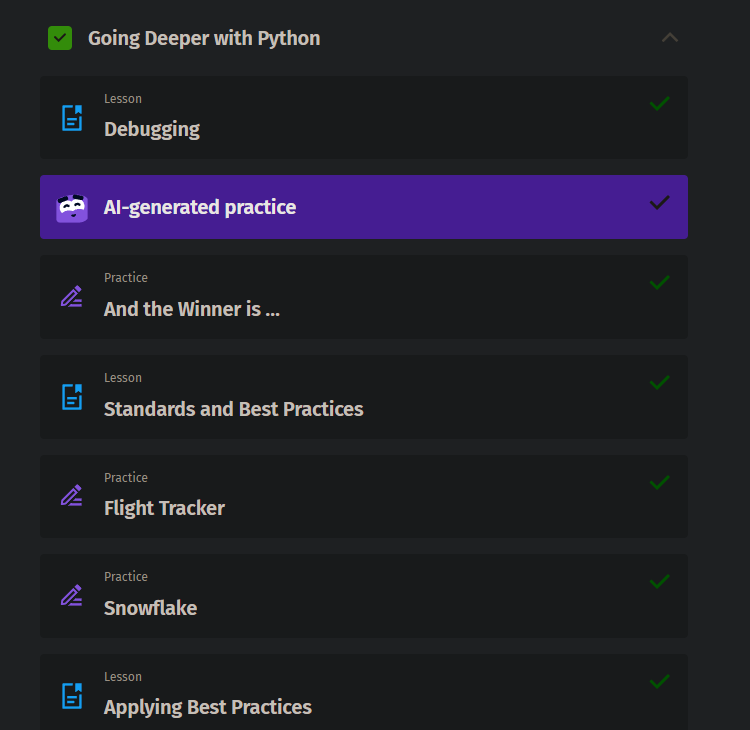 Going Deeper with Python
Lesson
Debugging
AI-generated practice
Practice
And the Winner is ...
Lesson
Standards and Best Practices
Practice
Flight Tracker
Practice
Snowflake
Lesson
Applying Best Practices